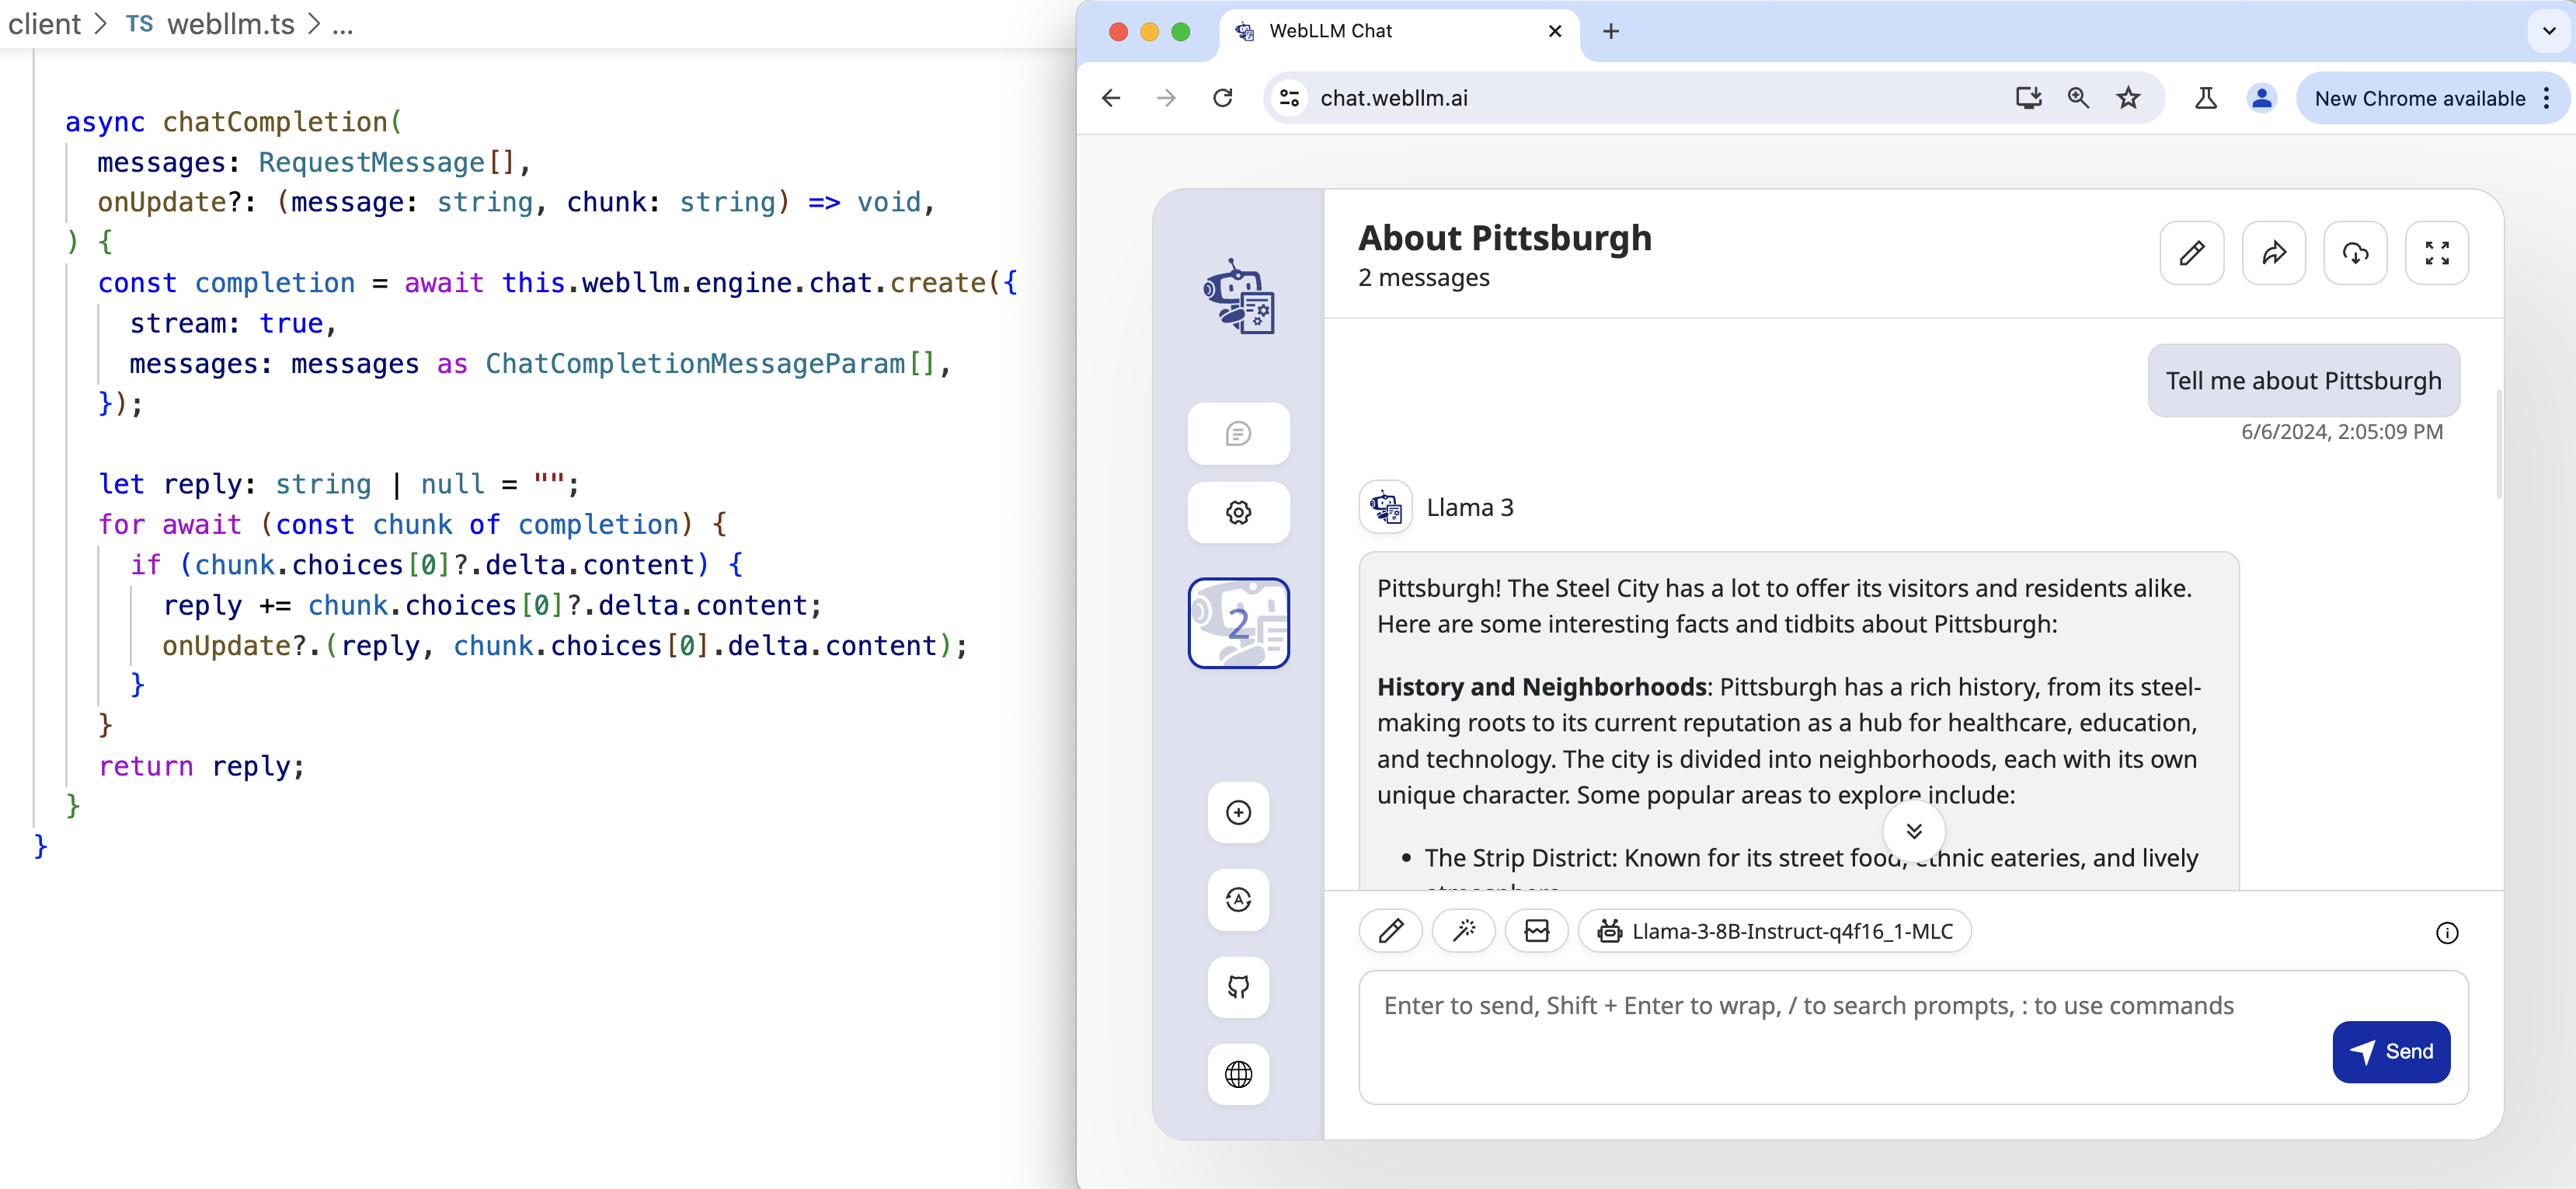 client > TS webllm.ts > ...
async chatCompletion(
messages: RequestMessage[],
onUpdate?: (message: string, chunk: string) => void,
) {
const completion = await this.webllm.engine.chat.create({
stream: true,
messages: messages as ChatCompletionMessageParam[],
});
let reply: string | null = "";
for await (const chunk of completion) {
if (chunk.choices[0]?.delta.content) {
reply += chunk.choices[0]?.delta.content;
onUpdate?.(reply, chunk.choices[0].delta.content);
}
}
return reply;
}
}
WebLLM Chat
chat.webllm.ai
New Chrome available
About Pittsburgh
2 messages
Tell me about Pittsburgh
6/6/2024, 2:05:09 PM
Llama 3
Pittsburgh! The Steel City has a lot to offer its visitors and residents alike.
Here are some interesting facts and tidbits about Pittsburgh:
History and Neighborhoods: Pittsburgh has a rich history, from its steel-
making roots to its current reputation as a hub for healthcare, education,
and technology. The city is divided into neighborhoods, each with its own
unique character. Some popular areas to explore include:
• The Strip District: Known for its street food, ethnic eateries, and lively
2
Llama-3-8B-Instruct-q4f16_1-MLC
Enter to send, Shift + Enter to wrap, / to search prompts, : to use commands
Send